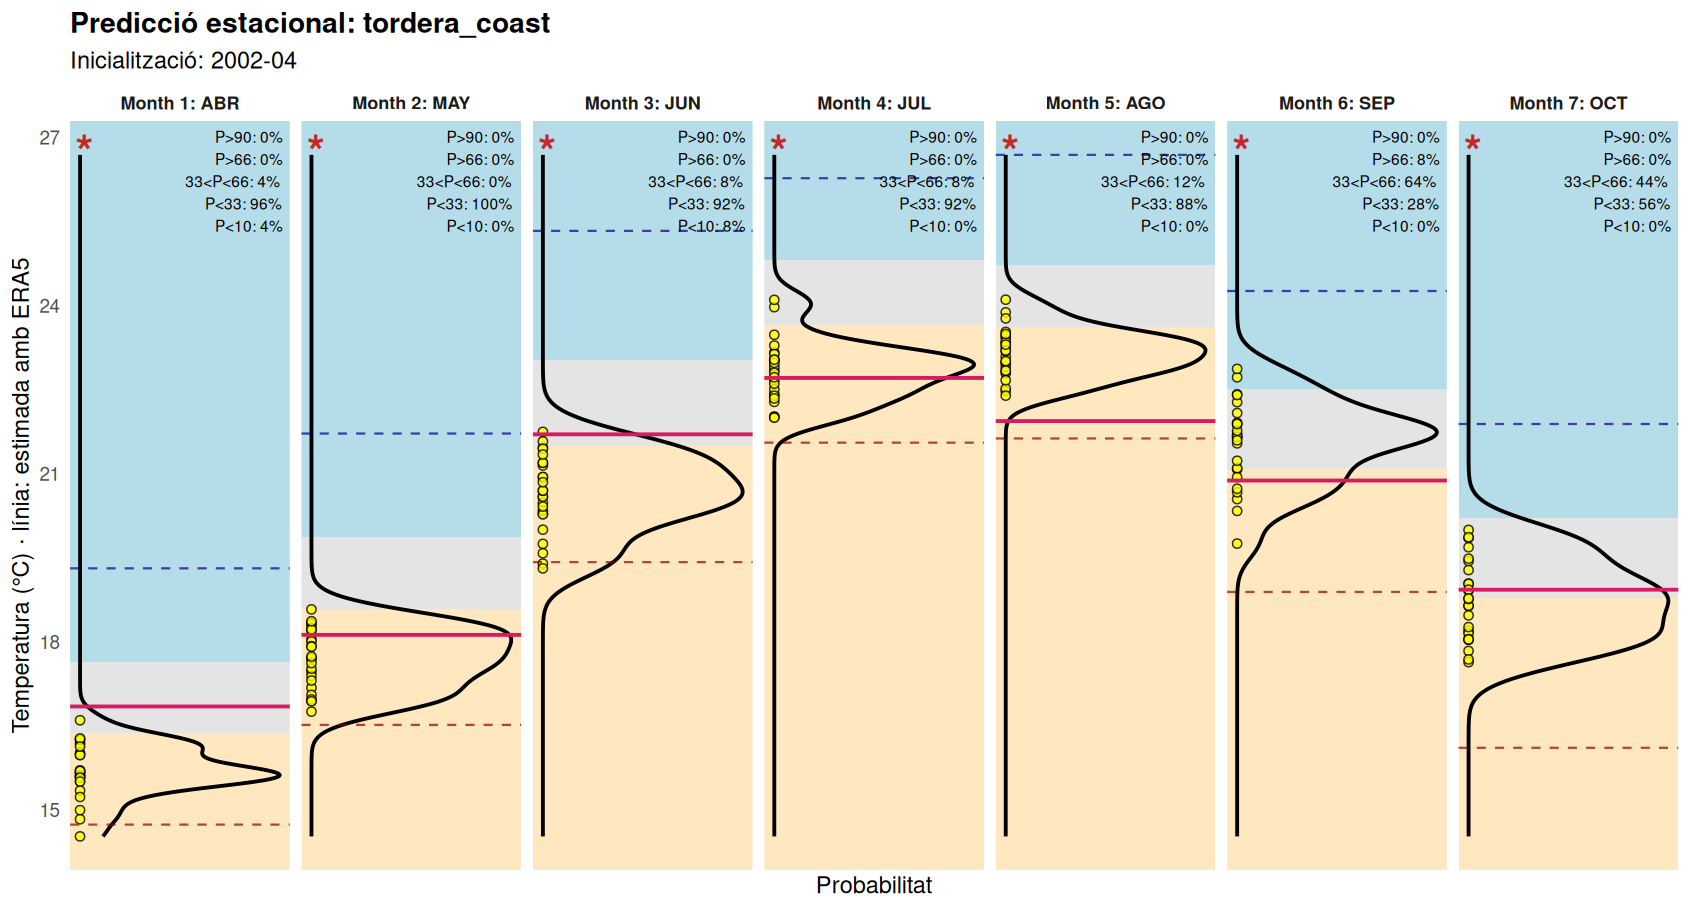 Predicció estacional: tordera_coast
Inicialització: 2002-04
Month 1: ABR
Month 2: MAY
Month 3: JUN
Month 4: JUL
Month 5: AGO
Month 6: SEP
Month 7: OCT
Temperatura (°C) · línia: estimada amb ERA5
27
24
21
18
15
*
P>90: 0%
P>66: 0%
33<P<66: 4%
P<33: 96%
P<10: 4%
*
P>90: 0%
P>66: 0%
33<P<66: 0%
P<33: 100%
P<10: 0%
*
P>90: 0%
P>66: 0%
33<P<66: 8%
P<33: 92%
P<10: 8%
*
P>90: 0%
P>66: 0%
33<P<66: 8%
P<33: 92%
P<10: 0%
*
P>90: 0%
P>66: 0%
33<P<66: 12%
P<33: 88%
P<10: 0%
*
P>90: 0%
P>66: 8%
33<P<66: 64%
P<33: 28%
P<10: 0%
*
P>90: 0%
P>66: 0%
33<P<66: 44%
P<33: 56%
P<10: 0%
Probabilitat